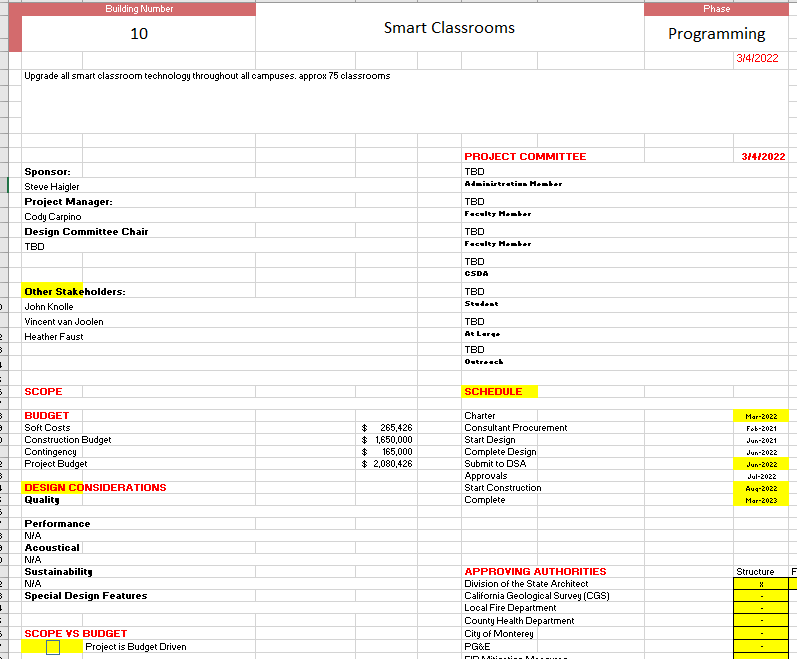 Building Number
Phase
10
Smart Classrooms
Programming
3/4/2022
Upgrade all smart classroom technology throughout all campuses. approx 75 classrooms
PROJECT COMMITTEE 3/4/2022
Sponsor: TBD
Steve Haigler Administration Member
Project Manager: TBD
Cody Carpino Faculty Member
Design Committee Chair TBD
TBD Faculty Member
TBD
CSDA
Other Stakeholders: TBD
John Knolle Student
Vincent van Joolen TBD
Heather Faust At Large
TBD
Outreach
SCOPE SCHEDULE
BUDGET Charter Mar-2022
Soft Costs $ 265,426 Consultant Procurement Feb-2021
Construction Budget $ 1,650,000 Start Design Jun-2021
Contingency $ 165,000 Complete Design Jun-2022
Project Budget $ 2,080,426 Submit to DSA Jun-2022
Approvals Jul-2022
DESIGN CONSIDERATIONS Start Construction Aug-2022
Quality Complete Mar-2023
Performance
N/A
Acoustical
N/A
Sustainability APPROVING AUTHORITIES Structure F
N/A Division of the State Architect x
Special Design Features California Geological Survey (CGS) -
Local Fire Department -
County Health Department -
SCOPE VS BUDGET City of Monterey -
Project is Budget Driven PG&E -